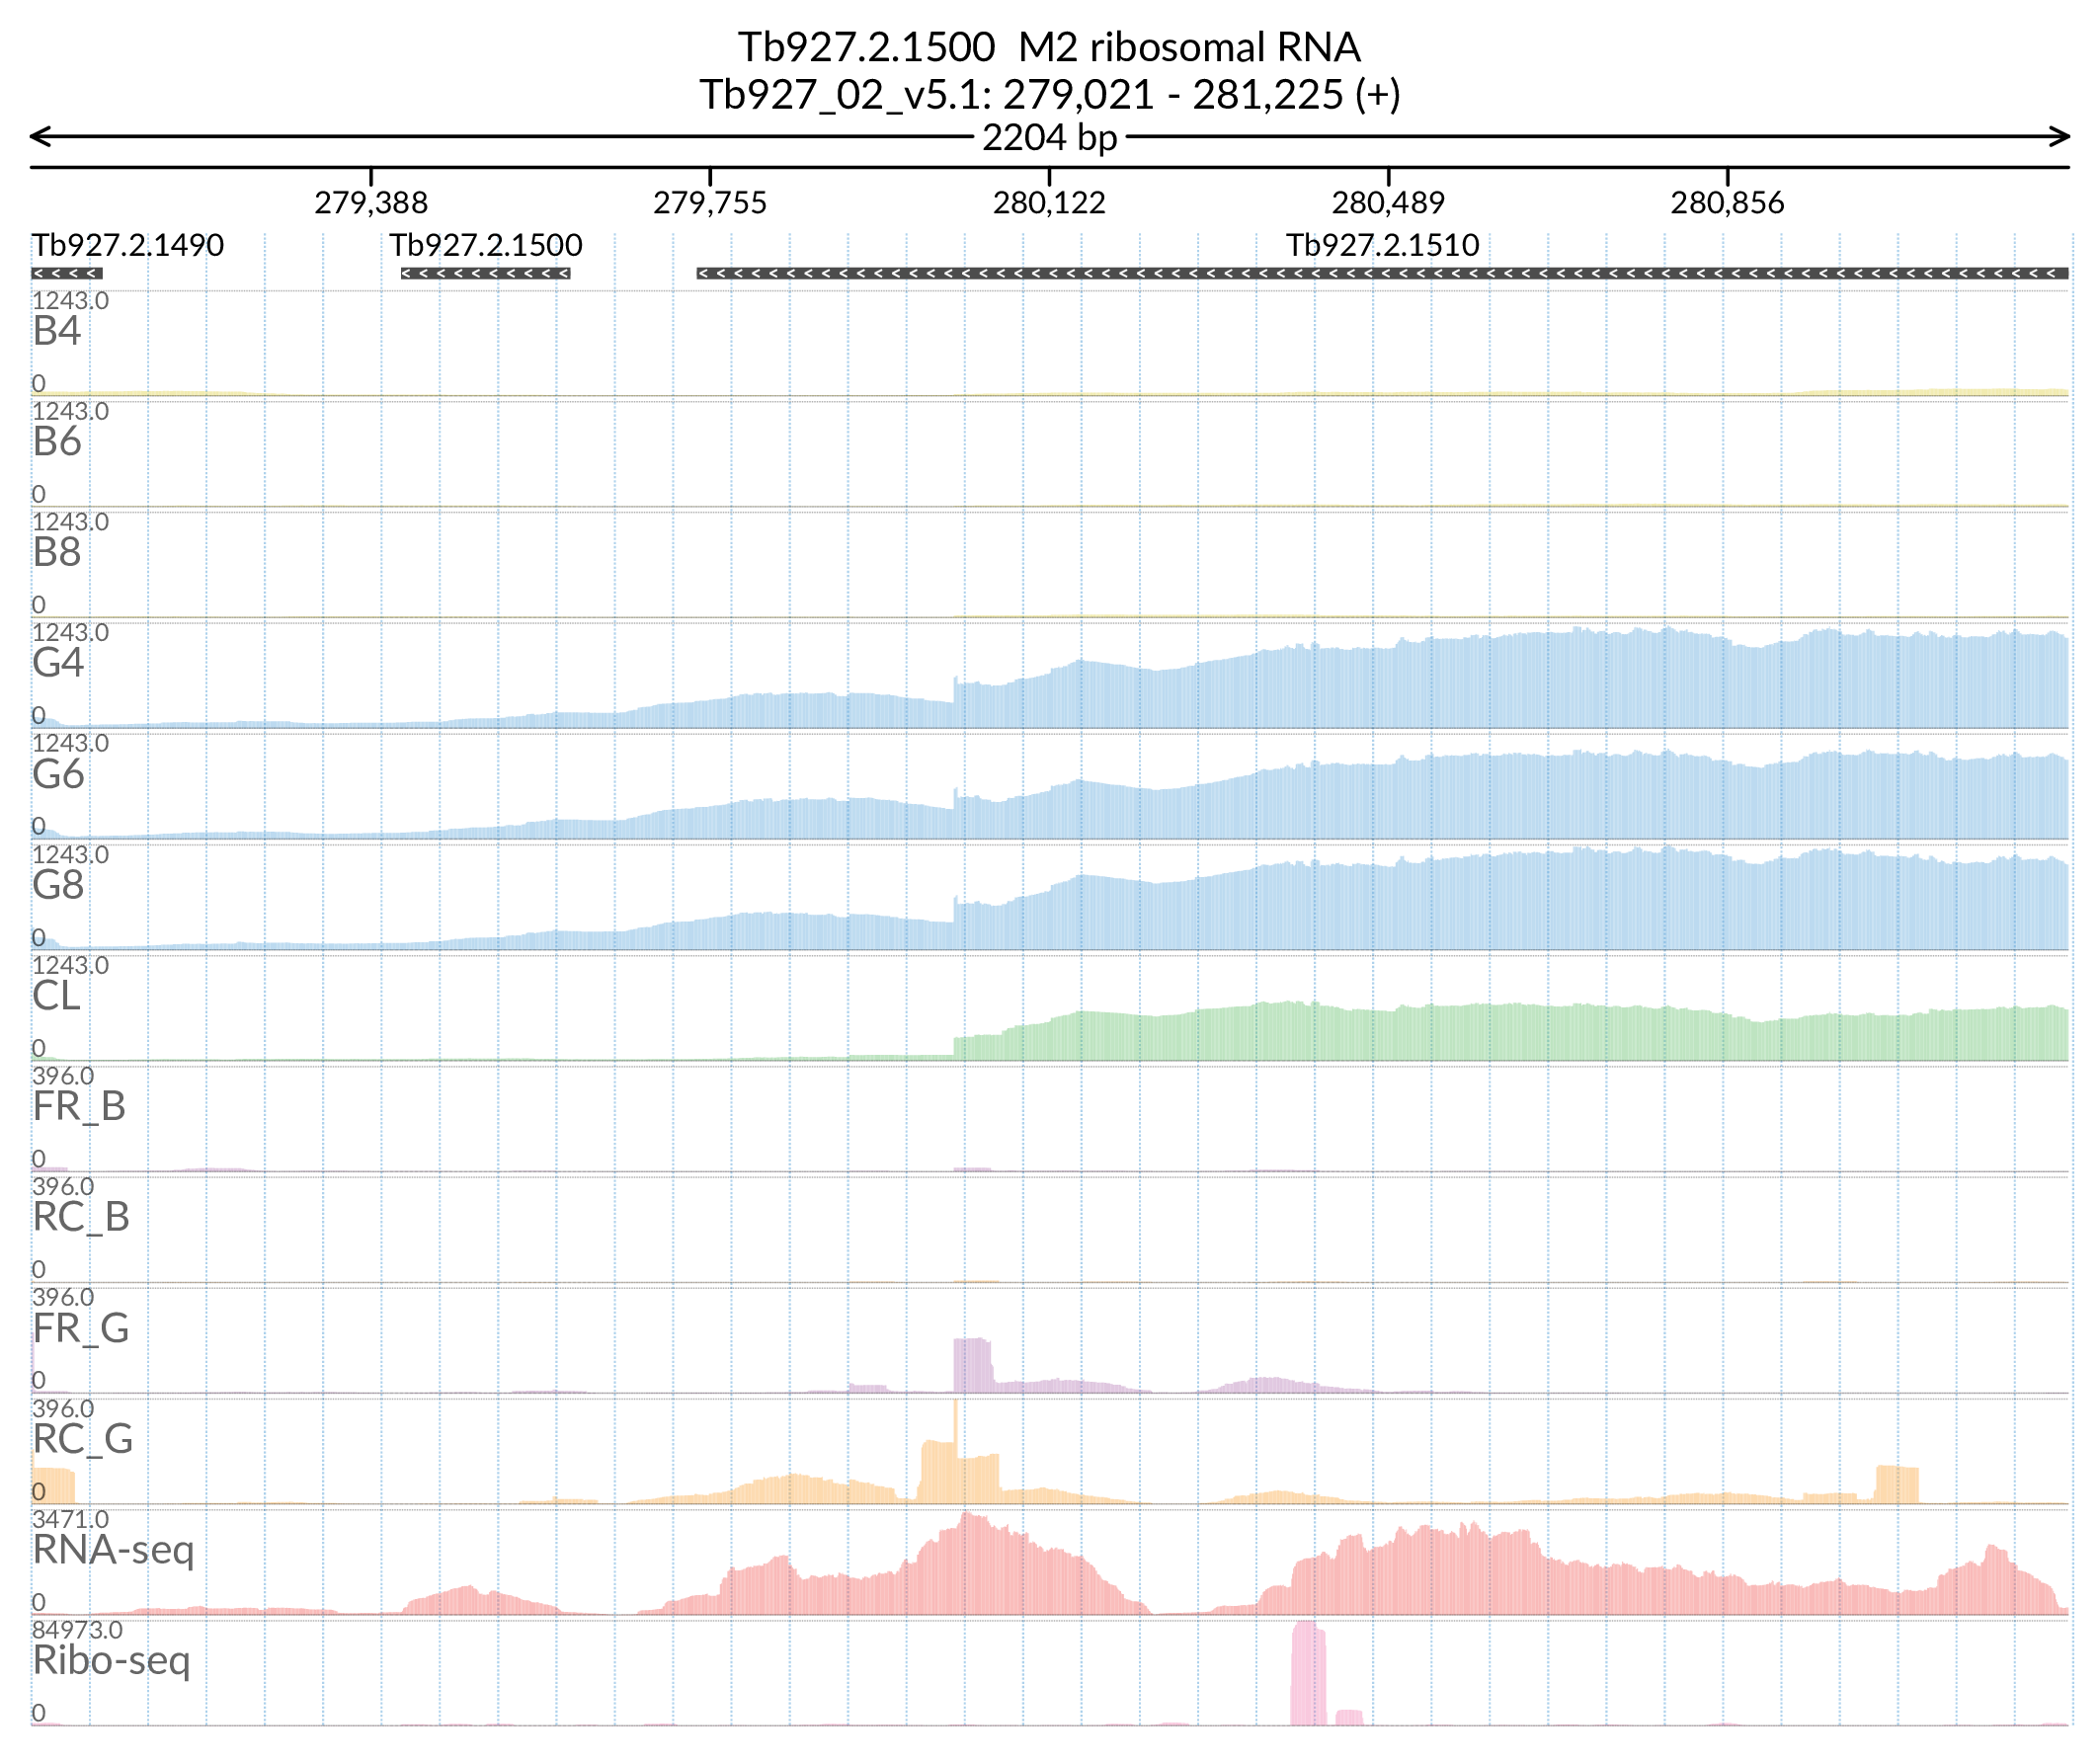 Tb927.2.1500 M2 ribosomal RNA
Tb927_02_v5.1: 279,021 - 281,225 (+)
2204 bp
279,388 279,755 280,122 280,489 280,856
Tb927.2.1490 Tb927.2.1500 Tb927.2.1510
1243.0
B4
0
1243.0
B6
0
1243.0
B8
0
1243.0
G4
0
1243.0
G6
0
1243.0
G8
0
1243.0
CL
0
396.0
FR_B
0
396.0
RC_B
0
396.0
FR_G
0
396.0
RC_G
0
3471.0
RNA-seq
0
84973.0
Ribo-seq
0